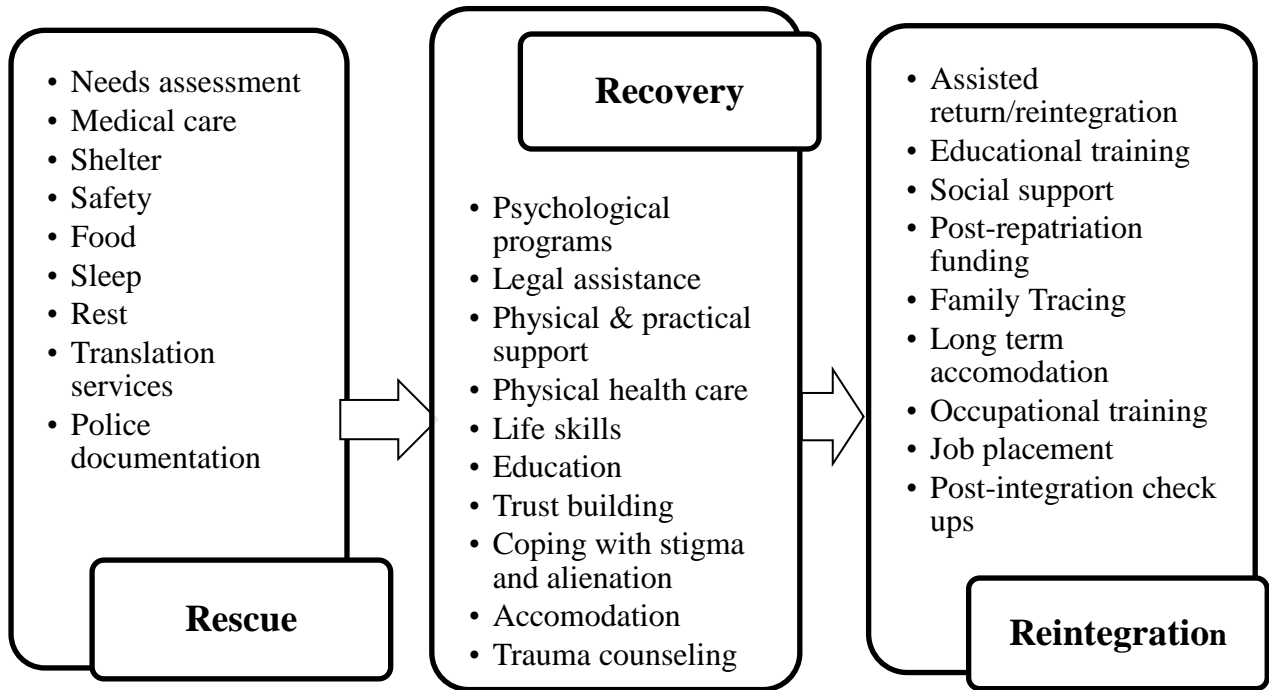 • Needs assessment
• Medical care
• Shelter
• Safety
• Food
• Sleep
• Rest
• Translation
services
• Police
documentation
Rescue
Recovery
• Psychological
programs
• Legal assistance
• Physical & practical
support
• Physical health care
• Life skills
• Education
• Trust building
• Coping with stigma
and alienation
• Accomodation
• Trauma counseling
• Assisted
return/reintegration
• Educational training
• Social support
• Post-repatriation
funding
• Family Tracing
• Long term
accomodation
• Occupational training
• Job placement
• Post-integration check
ups
Reintegration